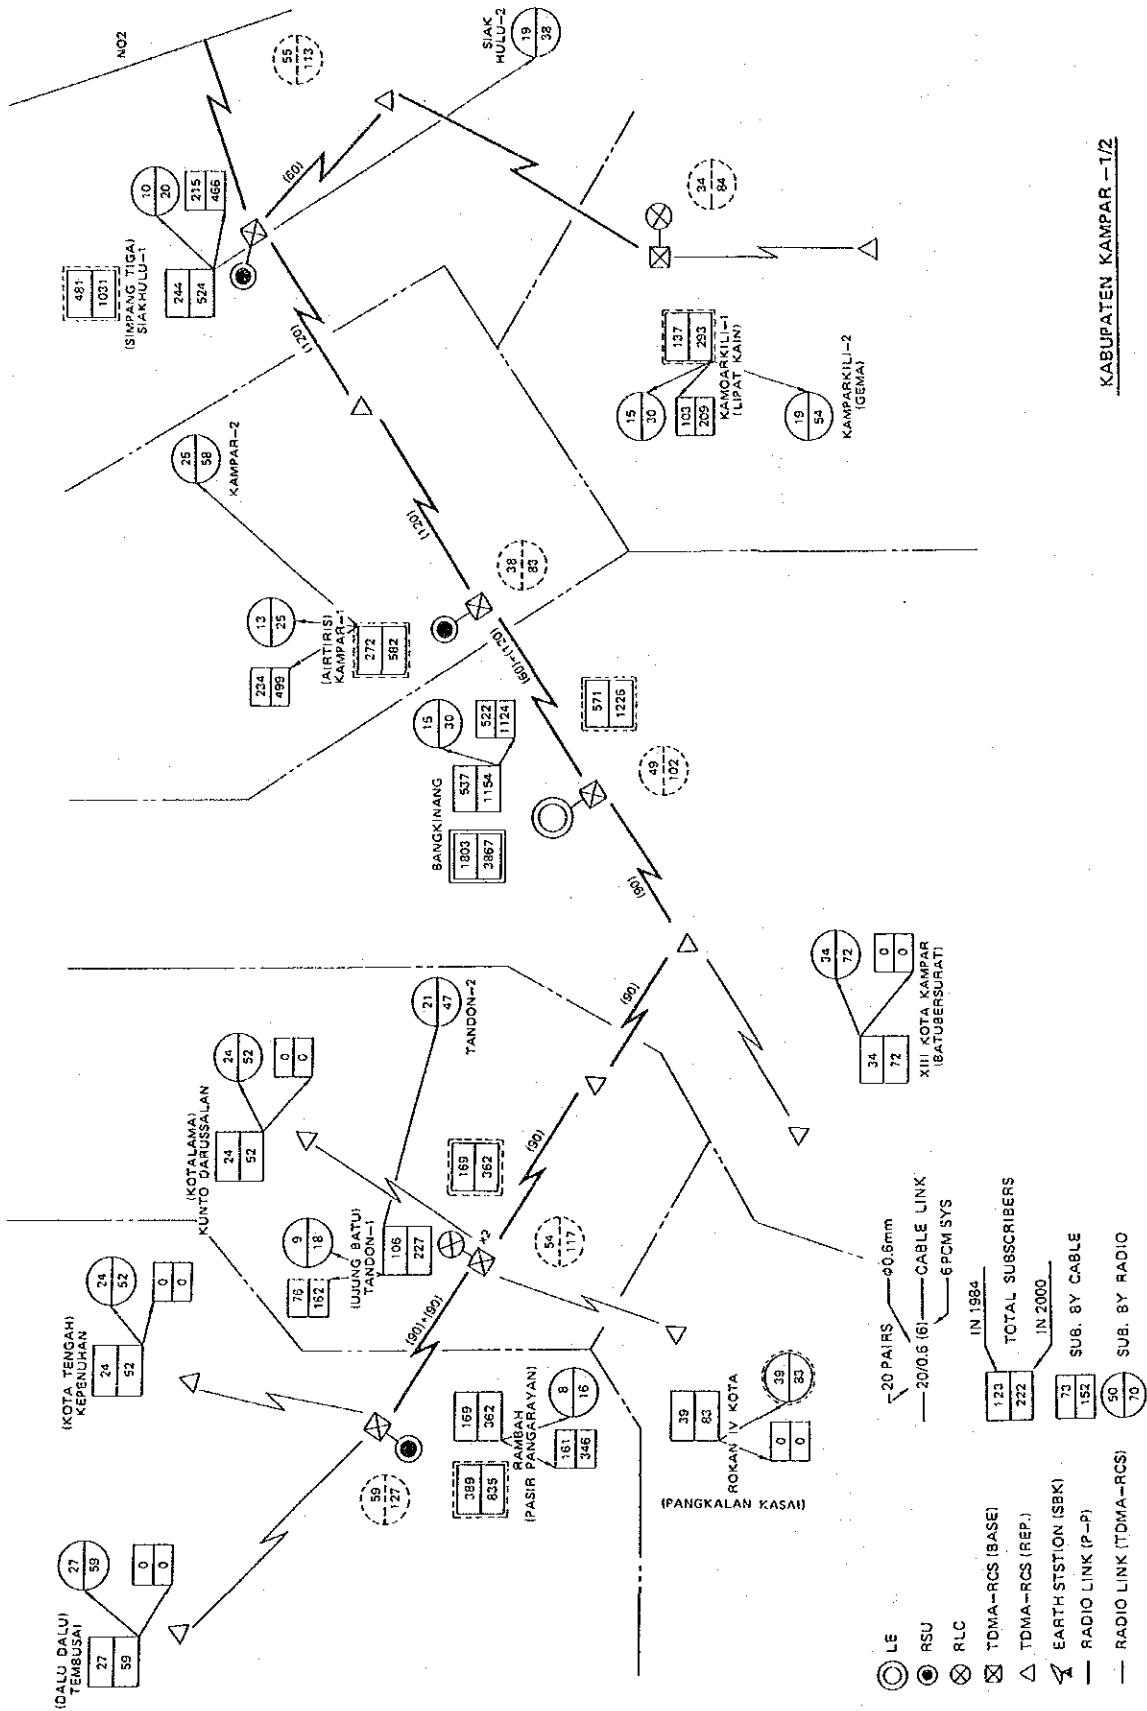 (DALU DALU)
TEMBUSAI
27
59
27
59
0
0
(KOTA TENGAH)
KEPENUHAN
24
52
24
52
0
0
(KOTALAMA)
KUNTO DARUSSALAN
24
52
24
52
0
0
59
127
(90)+(90)
389
835
169
362
RAMBAH
(PASIR PANGARAYAN)
161
346
8
16
39
83
ROKAN IV KOTA
(PANGKALAN KASAI)
0
0
39
83
76
162
9
18
(UJUNG BATU)
TANDON-1
106
227
21
47
TANDON-2
x2
54
117
169
362
(90)
(90)
(90)
34
72
34
72
0
0
XIII KOTA KAMPAR
(BATUBERSURAT)
BANGKINANG
1803
3867
537
1154
15
30
522
1124
49
102
571
1226
(60)+(120)
234
499
13
25
(AIRTIRIS)
KAMPAR-1
272
582
25
58
KAMPAR-2
38
83
(120)
(120)
481
1031
(SIMPANG TIGA)
SIAKHULU-1
244
524
10
20
215
466
(60)
NO2
55
113
SIAK
HULU-2
19
38
34
84
137
293
KAMOARKILI-1
(LIPAT KAIN)
15
30
103
209
19
54
KAMPARKILI-2
(GEMA)
LE
RSU
RLC
TDMA-RCS (BASE)
TDMA-RCS (REP.)
EARTH STSTION (SBK)
RADIO LINK (P-P)
RADIO LINK (TDMA-RCS)
20 PAIRS
Φ0.6mm
20/0.6 (6)
CABLE LINK
6 PCM SYS
IN 1984
123
222
TOTAL SUBSCRIBERS
IN 2000
73
152
SUB. BY CABLE
50
70
SUB. BY RADIO
KABUPATEN KAMPAR-1/2